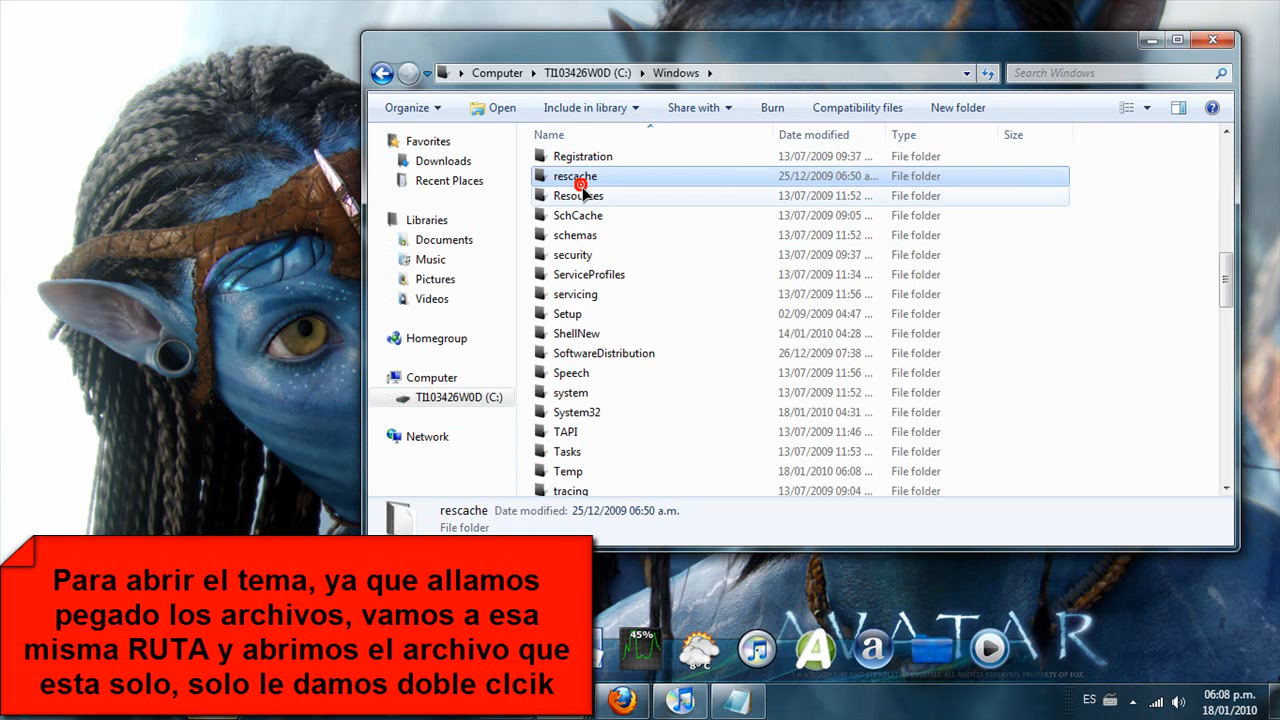 Computer
TI103426W0D (C:)
Windows
Search Windows
Organize
Open
Include in library
Share with
Burn
Compatibility files
New folder
Name
Date modified
Type
Size
Favorites
Downloads
Recent Places
Libraries
Documents
Music
Pictures
Videos
Homegroup
Computer
TI103426W0D (C:)
Network
Registration 13/07/2009 09:37 ... File folder
rescache 25/12/2009 06:50 a... File folder
Resources 13/07/2009 11:52 ... File folder
SchCache 13/07/2009 09:05 ... File folder
schemas 13/07/2009 11:52 ... File folder
security 13/07/2009 09:37 ... File folder
ServiceProfiles 13/07/2009 11:34 ... File folder
servicing 13/07/2009 11:56 ... File folder
Setup 02/09/2009 04:47 ... File folder
ShellNew 14/01/2010 04:28 ... File folder
SoftwareDistribution 26/12/2009 07:38 ... File folder
Speech 13/07/2009 11:56 ... File folder
system 13/07/2009 11:52 ... File folder
System32 18/01/2010 04:31 ... File folder
TAPI 13/07/2009 11:46 ... File folder
Tasks 13/07/2009 11:53 ... File folder
Temp 18/01/2010 06:08 ... File folder
tracing 13/07/2009 09:04 ... File folder
rescache Date modified: 25/12/2009 06:50 a.m.
File folder
Para abrir el tema, ya que allamos
pegado los archivos, vamos a esa
misma RUTA y abrimos el archivo que
esta solo, solo le damos doble clcik
AVATAR
45%
8°C
ES
06:08 p.m.
18/01/2010